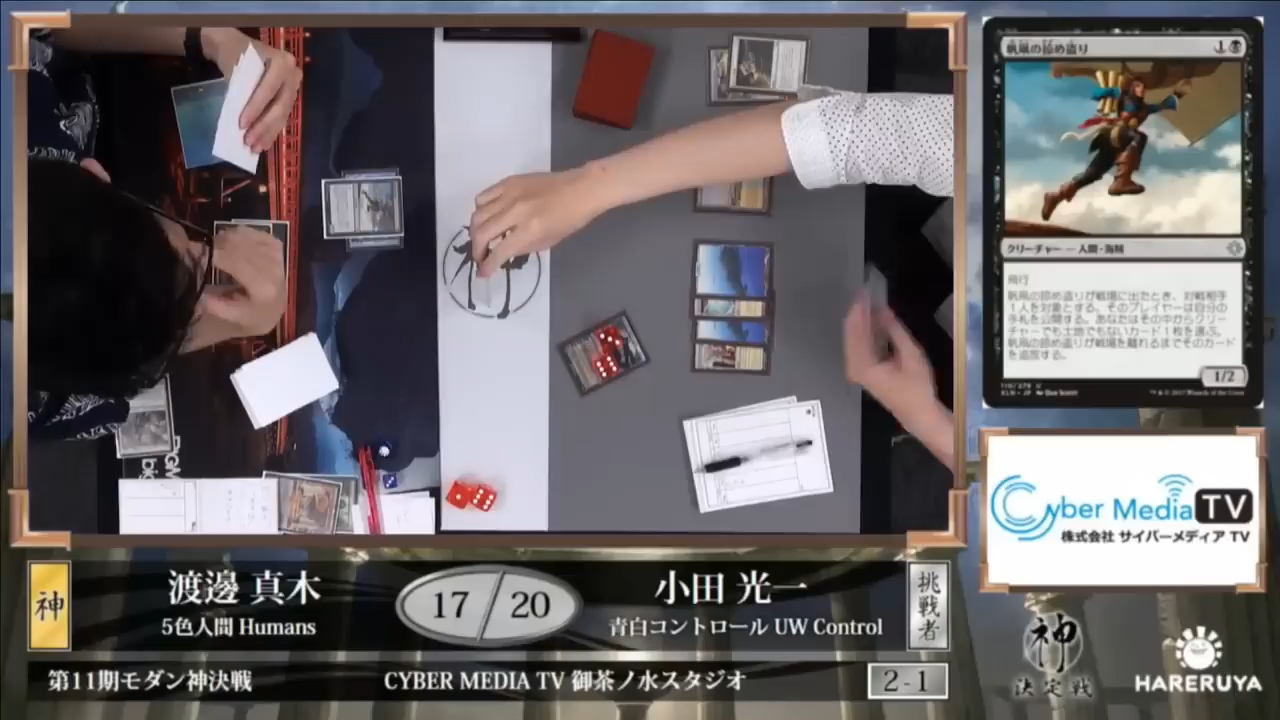 帆凧の掠め盗り
1
クリーチャー — 人間・海賊
飛行
帆凧の掠め盗りが戦場に出たとき、対戦相手
1人を対象とする。そのプレイヤーは自分の
手札を公開する。あなたはその中からクリー
チャーでも土地でもないカード1枚を選ぶ。
帆凧の掠め盗りが戦場を離れるまでそのカード
を追放する。
1/2
Cyber Media TV
株式会社 サイバーメディア TV
神
渡邊 真木
5色人間 Humans
17 / 20
小田 光一
青白コントロール UW Control
挑戦者
第11期モダン神決戦
CYBER MEDIA TV 御茶ノ水スタジオ
2-1
神
決定戦
HARERUYA